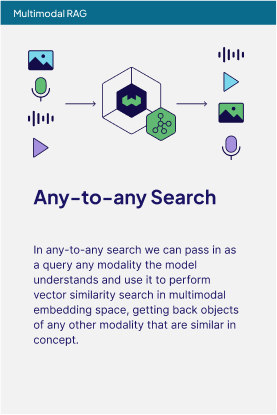 Multimodal RAG
Any-to-any Search
In any-to-any search we can pass in as
a query any modality the model
understands and use it to perform
vector similarity search in multimodal
embedding space, getting back objects
of any other modality that are similar in
concept.